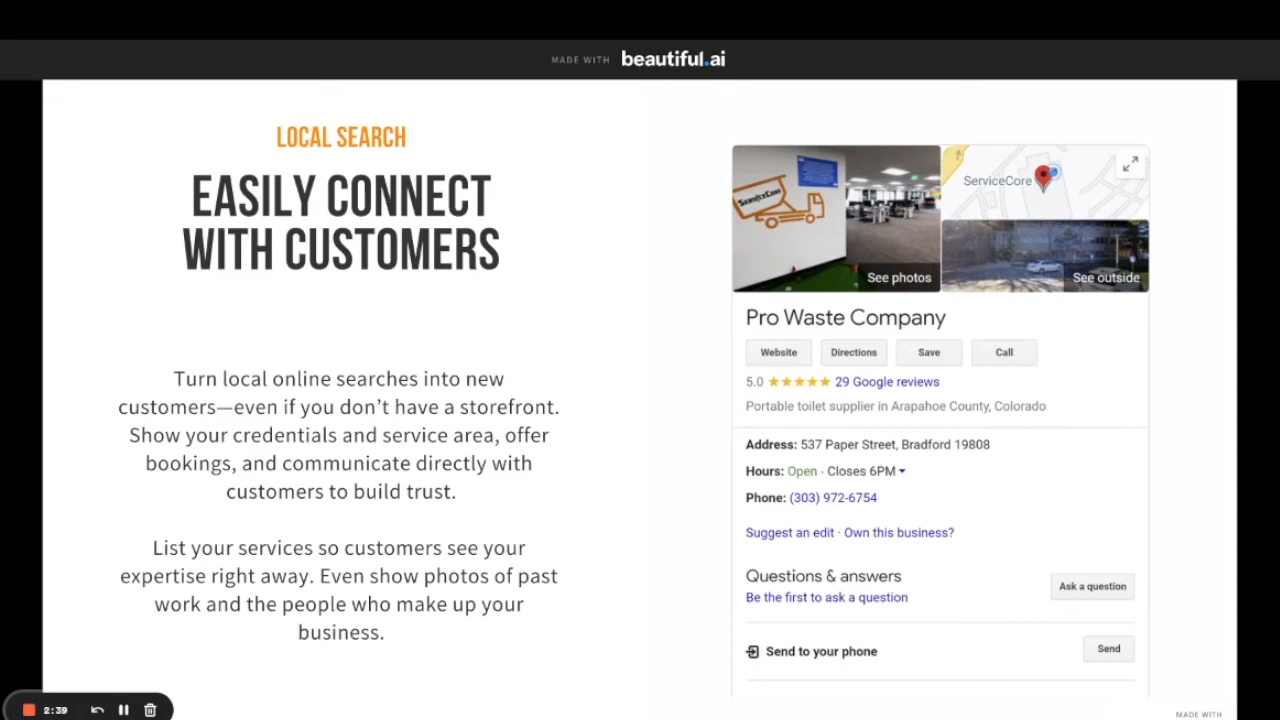 MADE WITH beautiful.ai
LOCAL SEARCH
EASILY CONNECT
WITH CUSTOMERS
Turn local online searches into new
customers—even if you don't have a storefront.
Show your credentials and service area, offer
bookings, and communicate directly with
customers to build trust.
List your services so customers see your
expertise right away. Even show photos of past
work and the people who make up your
business.
ServiceCore
See photos
ServiceCore
See outside
Pro Waste Company
Website Directions Save Call
5.0 29 Google reviews
Portable toilet supplier in Arapahoe County, Colorado
Address: 537 Paper Street, Bradford 19808
Hours: Open · Closes 6PM
Phone: (303) 972-6754
Suggest an edit · Own this business?
Questions & answers
Be the first to ask a question
Ask a question
Send to your phone
Send
2:39
MADE WITH